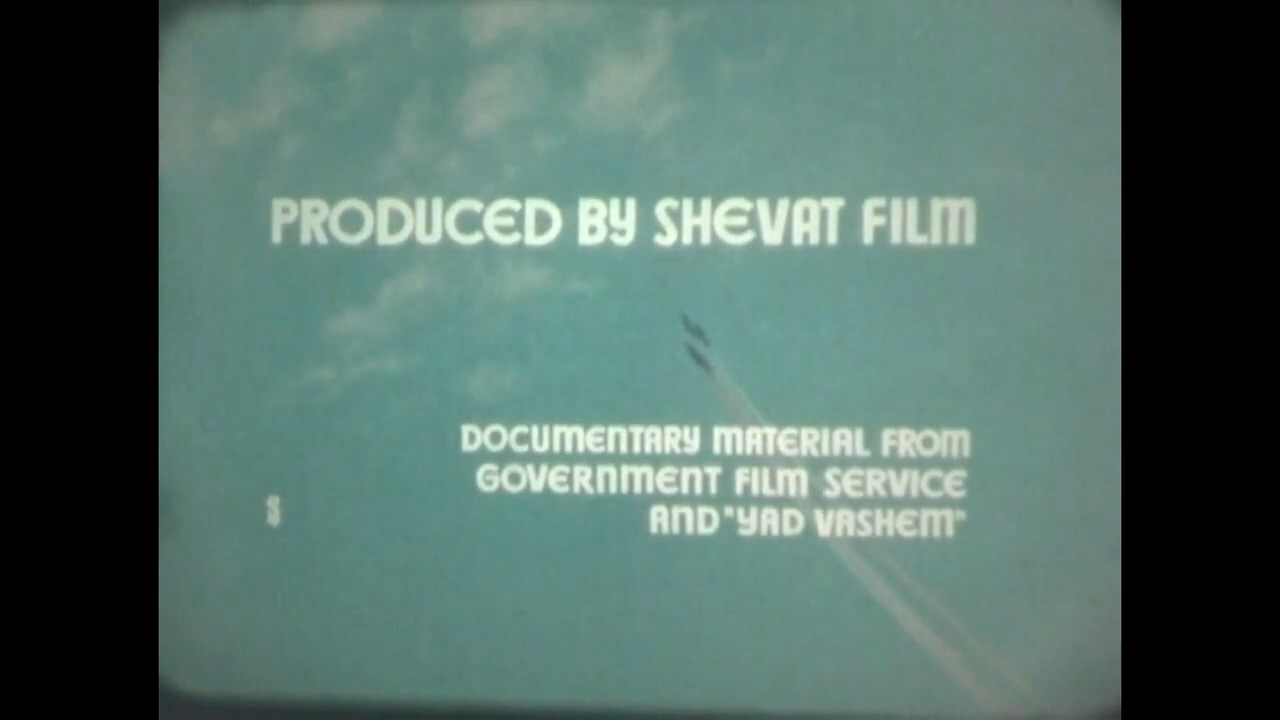 PRODUCED BY SHEVAT FILM
DOCUMENTARY MATERIAL FROM
GOVERNMENT FILM SERVICE
AND "YAD VASHEM"